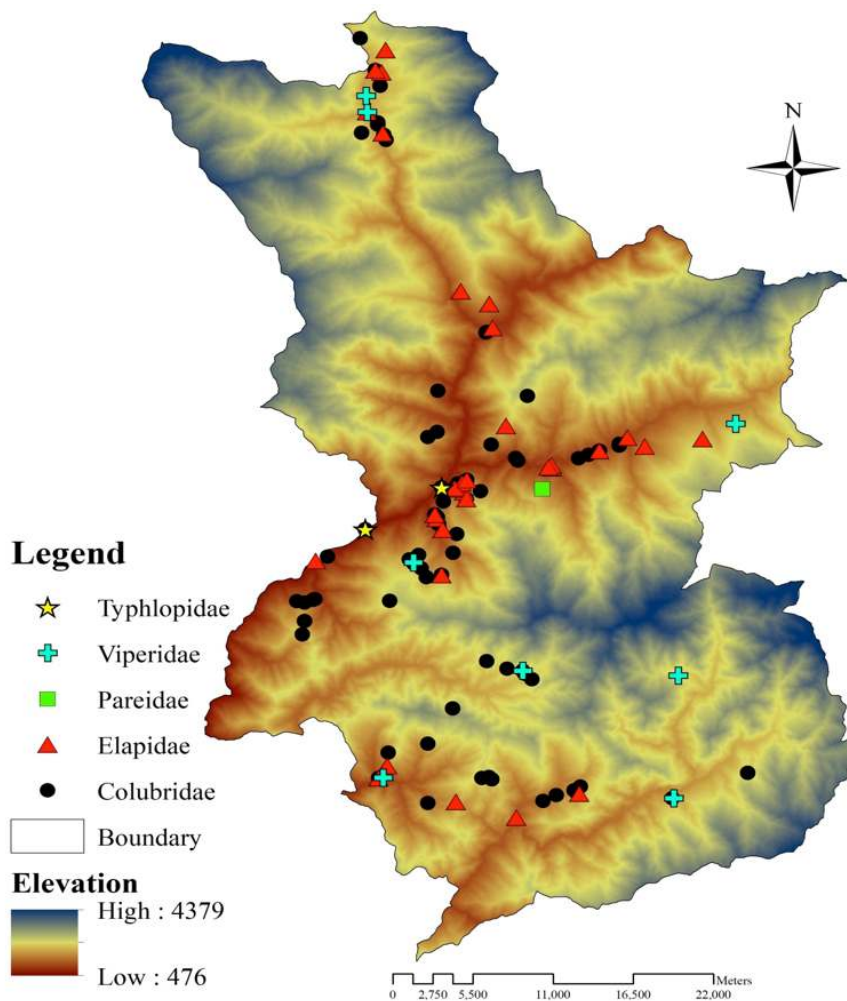 N
Legend
Typhlopidae
Viperidae
Pareidae
Elapidae
Colubridae
Boundary
Elevation
High : 4379
Low : 476
Meters
0 2,750 5,500 11,000 16,500 22,000